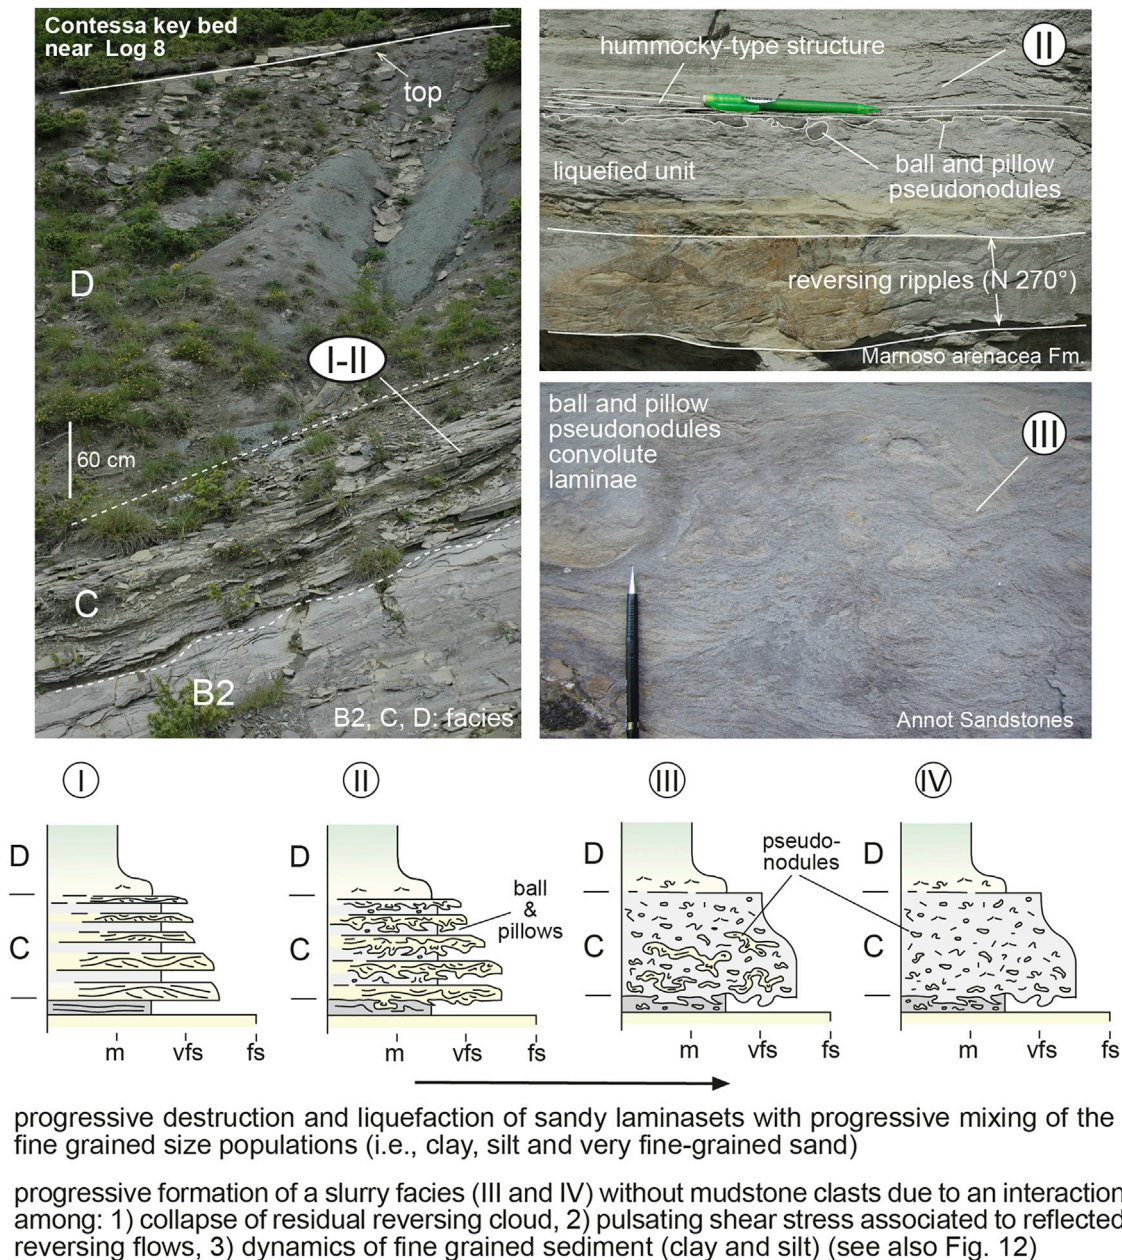 Contessa key bed
near Log 8
top
D
I-II
60 cm
C
B2
B2, C, D: facies
hummocky-type structure
II
liquefied unit
ball and pillow
pseudonodules
reversing ripples (N 270°)
Marnoso arenacea Fm.
ball and pillow
pseudonodules
convolute
laminae
III
Annot Sandstones
I
II
III
IV
D
C
m
vfs
fs
D
C
ball
&
pillows
m
vfs
fs
D
C
pseudo-
nodules
m
vfs
fs
D
C
m
vfs
fs
progressive destruction and liquefaction of sandy laminasets with progressive mixing of the
fine grained size populations (i.e., clay, silt and very fine-grained sand)
progressive formation of a slurry facies (III and IV) without mudstone clasts due to an interaction
among: 1) collapse of residual reversing cloud, 2) pulsating shear stress associated to reflected
reversing flows, 3) dynamics of fine grained sediment (clay and silt) (see also Fig. 12)